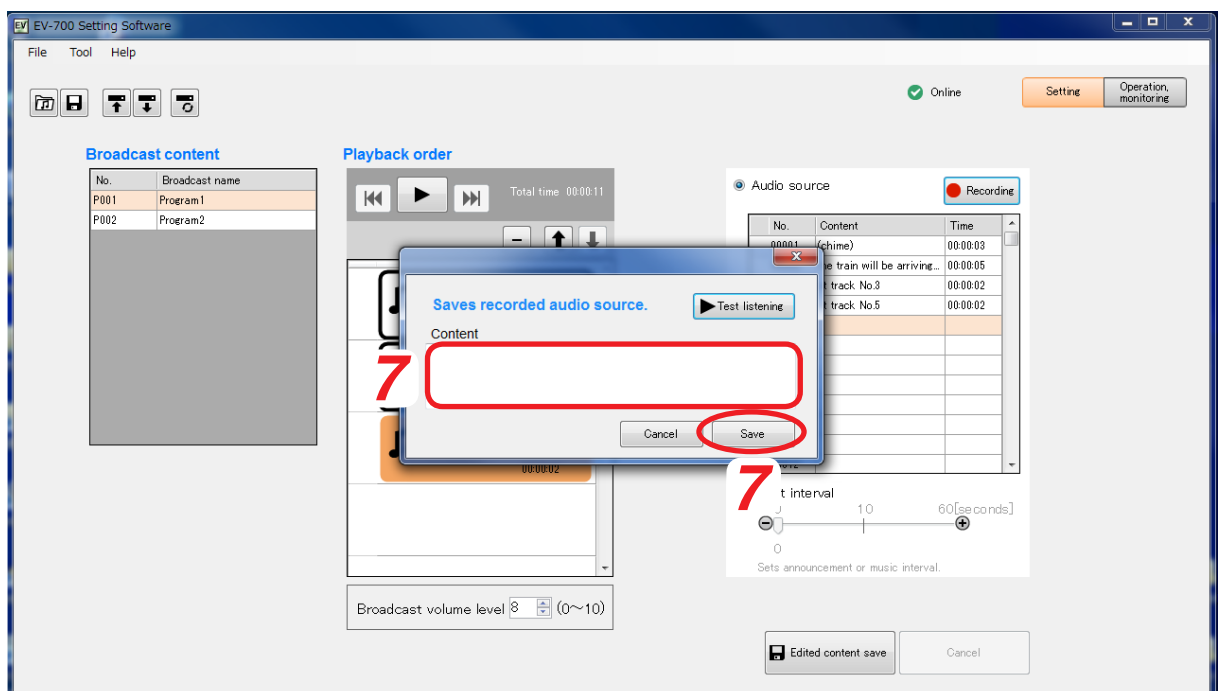 EV EV-700 Setting Software
File Tool Help
Online
Setting
Operation,
monitoring
Broadcast content
No. Broadcast name
P001 Program1
P002 Program2
Playback order
Total time 00:00:11
00:00:02
Broadcast volume level 8 (0~10)
Audio source
Recording
No. Content Time
00001 (chime) 00:00:03
e train will be arriving... 00:00:05
t track No.3 00:00:02
t track No.5 00:00:02
Saves recorded audio source.
Test listening
Content
7
Cancel
Save
7
t interval
10 60[seconds]
0
Sets announcement or music interval.
Edited content save
Cancel